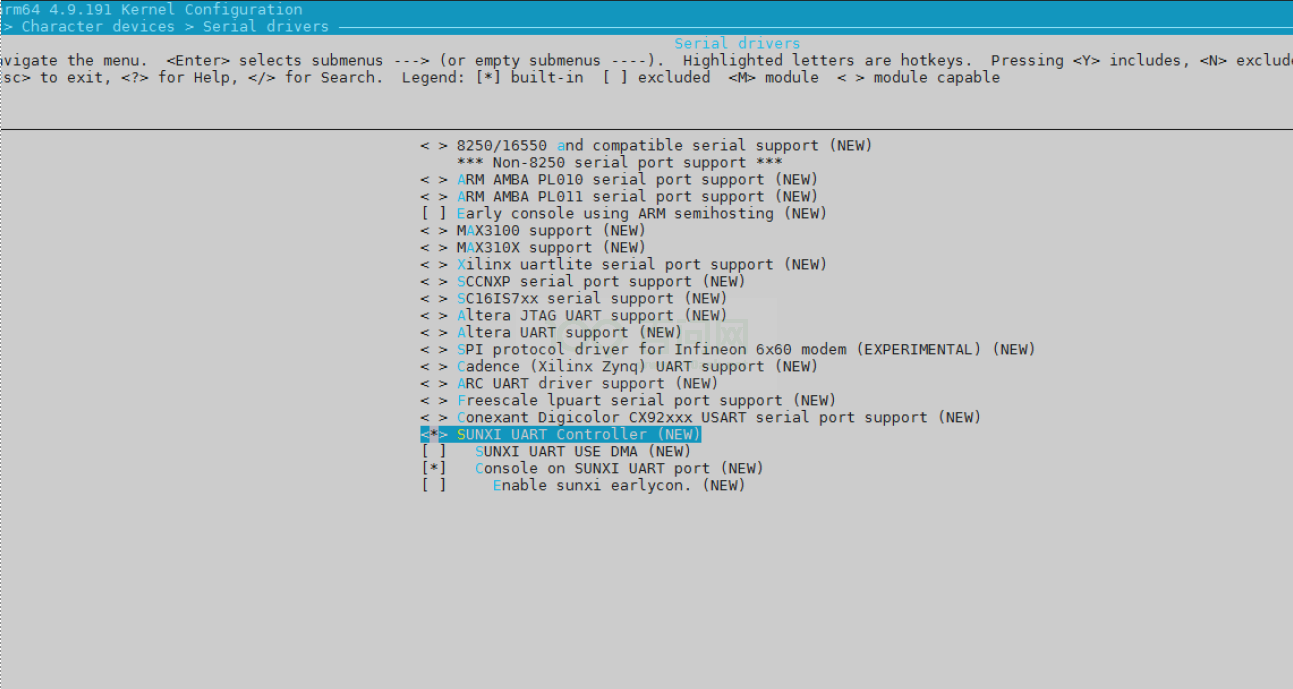 rm64 4.9.191 Kernel Configuration
> Character devices > Serial drivers
Serial drivers
avigate the menu.  <Enter> selects submenus ---> (or empty submenus ----).  Highlighted letters are hotkeys.  Pressing <Y> includes, <N> exclude
sc> to exit, <?> for Help, </> for Search.  Legend: [*] built-in  [ ] excluded  <M> module  < > module capable
< > 8250/16550 and compatible serial support (NEW)
*** Non-8250 serial port support ***
< > ARM AMBA PL010 serial port support (NEW)
< > ARM AMBA PL011 serial port support (NEW)
[ ] Early console using ARM semihosting (NEW)
< > MAX3100 support (NEW)
< > MAX310X support (NEW)
< > Xilinx uartlite serial port support (NEW)
< > SCCNXP serial port support (NEW)
< > SC16IS7xx serial support (NEW)
< > Altera JTAG UART support (NEW)
< > Altera UART support (NEW)
< > SPI protocol driver for Infineon 6x60 modem (EXPERIMENTAL) (NEW)
< > Cadence (Xilinx Zynq) UART support (NEW)
< > ARC UART driver support (NEW)
< > Freescale lpuart serial port support (NEW)
< > Conexant Digicolor CX92xxx USART serial port support (NEW)
<*> SUNXI UART Controller (NEW)
[ ]   SUNXI UART USE DMA (NEW)
[*]   Console on SUNXI UART port (NEW)
[ ]     Enable sunxi earlycon. (NEW)